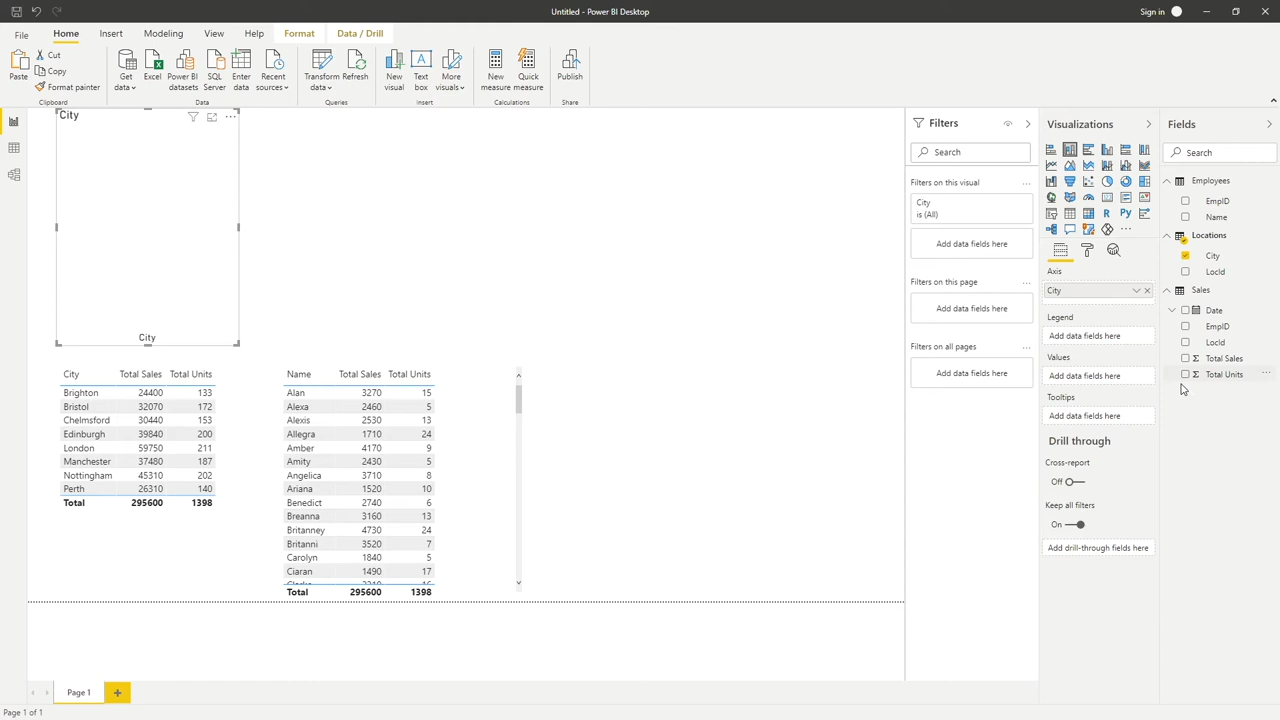 Untitled - Power BI Desktop
Sign in
File
Home
Insert
Modeling
View
Help
Format
Data / Drill
Paste
Cut
Copy
Format painter
Clipboard
Get data
Excel
Power BI datasets
SQL Server
Enter data
Recent sources
Data
Transform data
Refresh
Queries
New visual
Text box
More visuals
Insert
New measure
Quick measure
Calculations
Publish
Share
City
City
City Total Sales Total Units
Brighton 24400 133
Bristol 32070 172
Chelmsford 30440 153
Edinburgh 39840 200
London 59750 211
Manchester 37480 187
Nottingham 45310 202
Perth 26310 140
Total 295600 1398
Name Total Sales Total Units
Alan 3270 15
Alexa 2460 5
Alexis 2530 13
Allegra 1710 24
Amber 4170 9
Amity 2430 5
Angelica 3710 8
Ariana 1520 10
Benedict 2740 6
Breanna 3160 13
Britanney 4730 24
Britanni 3520 7
Carolyn 1840 5
Ciaran 1490 17
Total 295600 1398
Filters
Search
Filters on this visual
City
is (All)
Add data fields here
Filters on this page
Add data fields here
Filters on all pages
Add data fields here
Visualizations
R
Py
Axis
City
Legend
Add data fields here
Values
Add data fields here
Tooltips
Add data fields here
Drill through
Cross-report
Off
Keep all filters
On
Add drill-through fields here
Fields
Search
Employees
EmpID
Name
Locations
City
LocId
Sales
Date
EmpID
LocId
Σ Total Sales
Σ Total Units
Page 1
Page 1 of 1